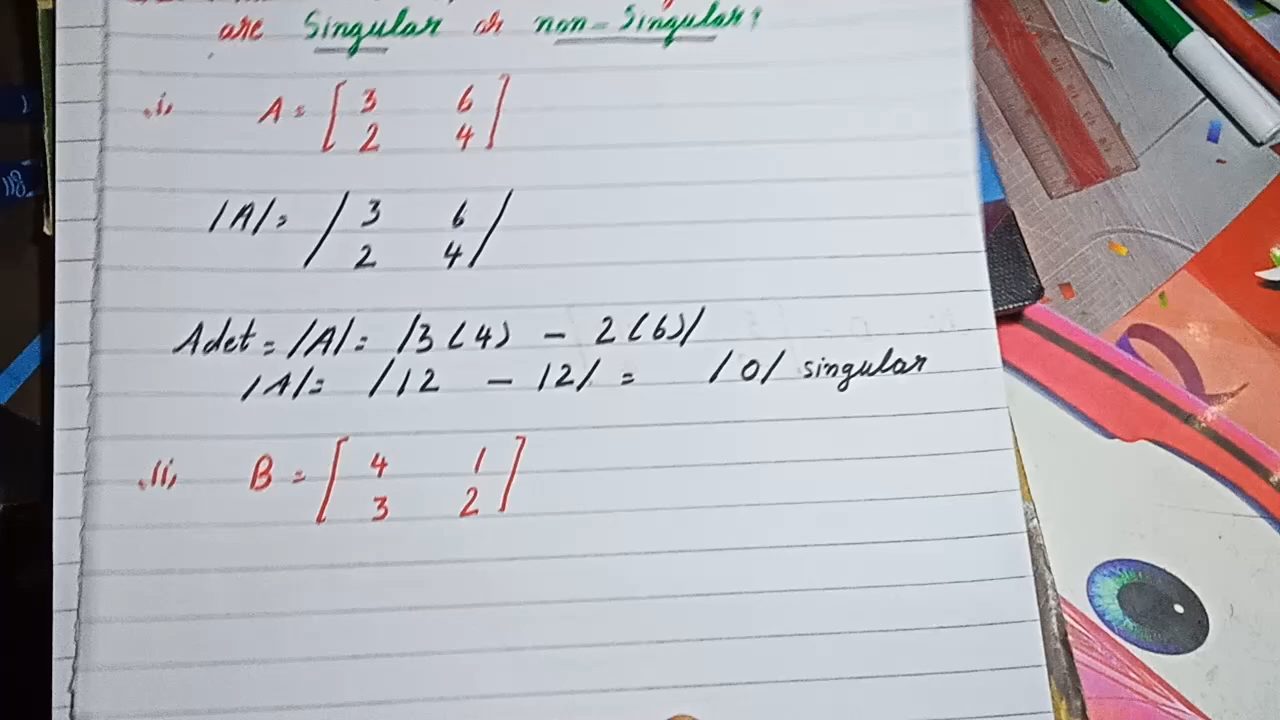 are Singular or non-Singular?
.i, A = [ 3 6
2 4 ]
|A| = | 3 6
2 4 |
Adet = |A| = |3(4) - 2(6)|
|A| = |12 - 12| = |0| singular
.ii, B = [ 4 1
3 2 ]